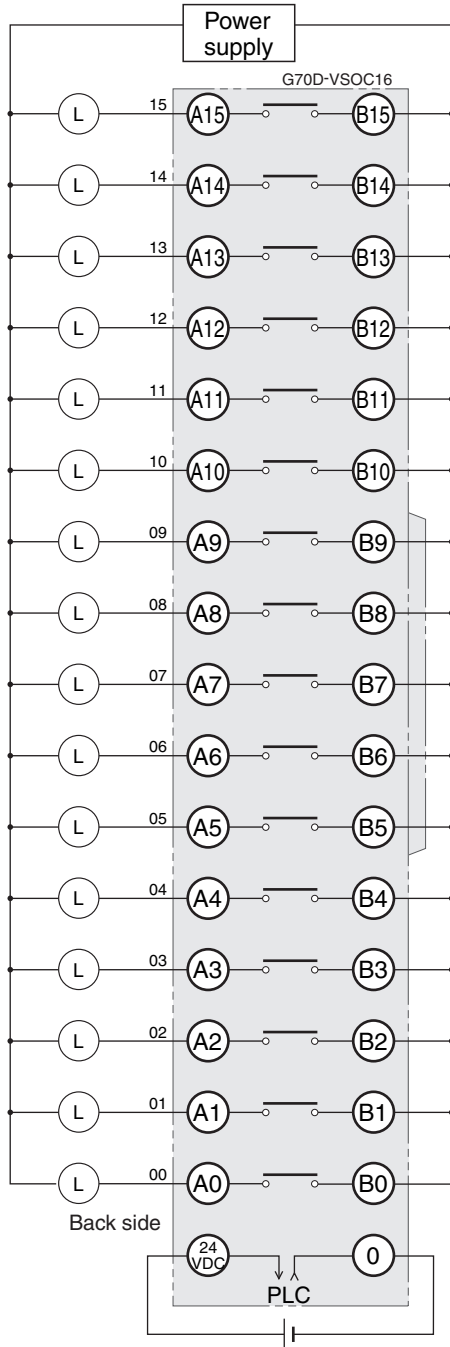 Power
supply
G70D-VSOC16
L 15 A15 B15
L 14 A14 B14
L 13 A13 B13
L 12 A12 B12
L 11 A11 B11
L 10 A10 B10
L 09 A9 B9
L 08 A8 B8
L 07 A7 B7
L 06 A6 B6
L 05 A5 B5
L 04 A4 B4
L 03 A3 B3
L 02 A2 B2
L 01 A1 B1
L 00 A0 B0
Back side
24
VDC
0
PLC